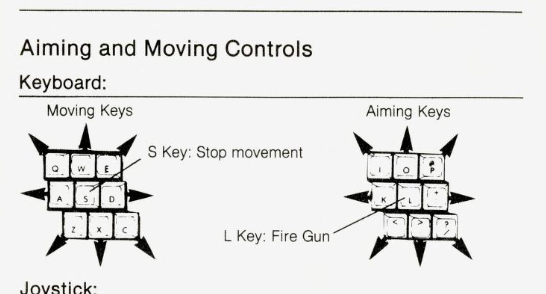 Aiming and Moving Controls
Keyboard:
Moving Keys
Aiming Keys
S Key: Stop movement
Q W E
I O P
A S D
K L +
L Key: Fire Gun
Z X C
< > ? /
Joystick: